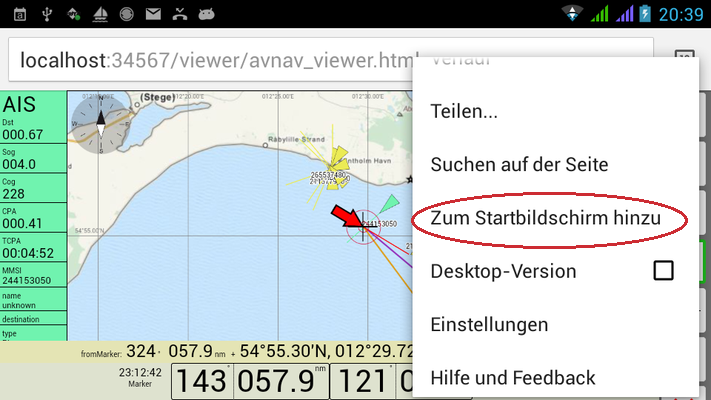 20:39
localhost:34567/viewer/avnav_viewer.html
Verlauf
Teilen...
Suchen auf der Seite
Zum Startbildschirm hinzu
Desktop-Version
Einstellungen
Hilfe und Feedback
AIS
Dst
000.67
Sog
004.0
Cog
228
CPA
000.41
TCPA
00:04:52
MMSI
244153050
name
unknown
destination
type
(Stege)
012°25.00'E
012°30.00'E
Rabylille Strand
265537480
244153050
54°55.00'N
fromMarker: 324° 057.9 nm + 54°55.30'N, 012°29.72
23:12:42
Marker
143° 057.9 nm 121°